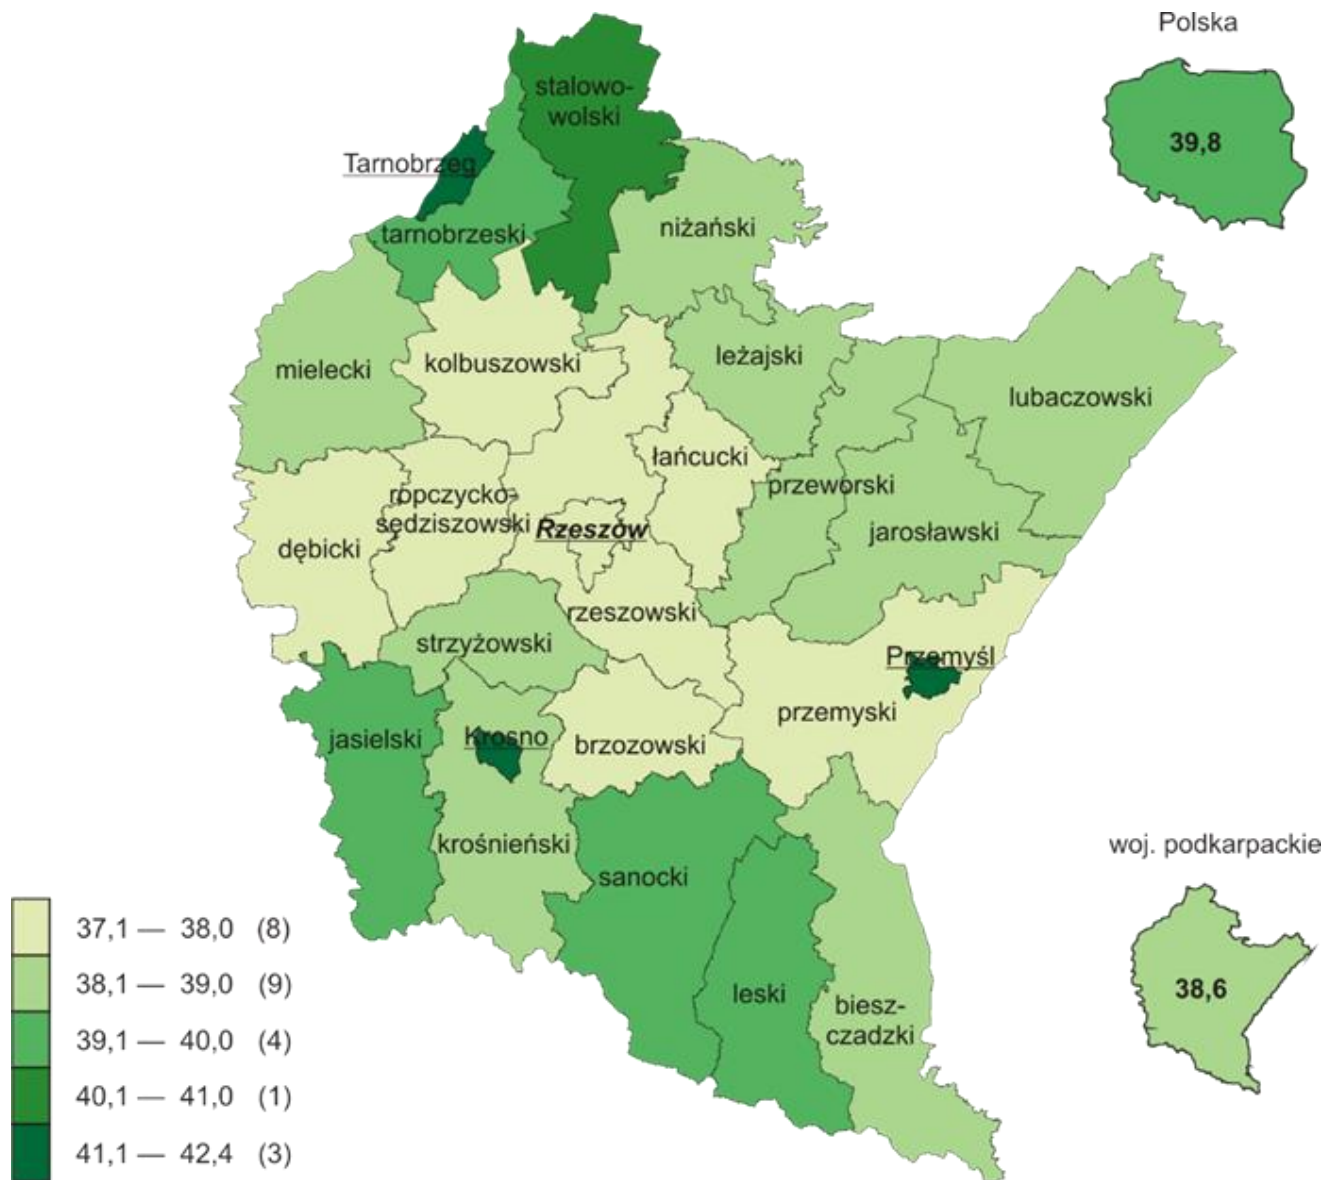 Polska
39,8
stalowo-
wolski
Tarnobrzeg
tarnobrzeski
niżański
mielecki
kolbuszowski
leżajski
lubaczowski
łańcucki
ropczycko-
sędziszowski
przeworski
Rzeszów
jarosławski
dębicki
rzeszowski
strzyżowski
Przemyśl
przemyski
jasielski
Krosno
brzozowski
krośnieński
sanocki
leski
biesz-
czadzki
woj. podkarpackie
38,6
37,1 — 38,0 (8)
38,1 — 39,0 (9)
39,1 — 40,0 (4)
40,1 — 41,0 (1)
41,1 — 42,4 (3)